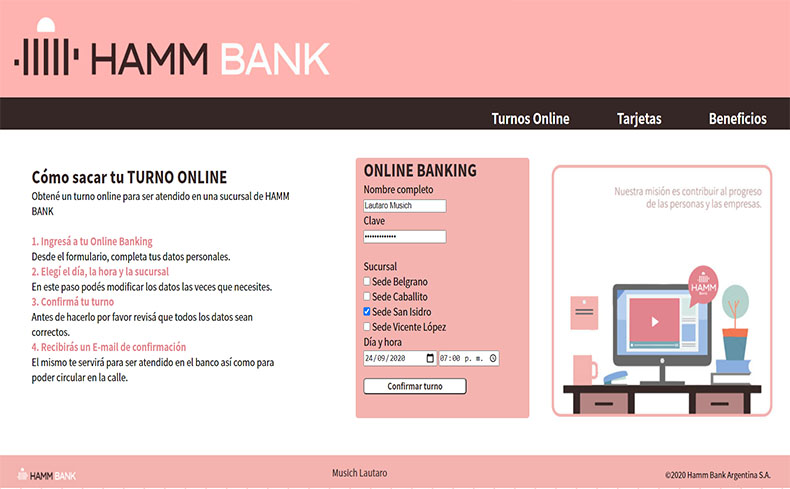 HAMM BANK
Turnos Online Tarjetas Beneficios
Cómo sacar tu TURNO ONLINE
Obtené un turno online para ser atendido en una sucursal de HAMM
BANK
1. Ingresá a tu Online Banking
Desde el formulario, completa tus datos personales.
2. Elegí el día, la hora y la sucursal
En este paso podés modificar los datos las veces que necesites.
3. Confirmá tu turno
Antes de hacerlo por favor revisá que todos los datos sean
correctos.
4. Recibirás un E-mail de confirmación
El mismo te servirá para ser atendido en el banco así como para
poder circular en la calle.
ONLINE BANKING
Nombre completo
Lautaro Musich
Clave
•••••••••••••
Sucursal
Sede Belgrano
Sede Caballito
Sede San Isidro
Sede Vicente López
Día y hora
24/09/2020 07:00 p. m.
Confirmar turno
Nuestra misión es contribuir al progreso
de las personas y las empresas.
HAMM
Bank
HAMM BANK
Musich Lautaro
©2020 Hamm Bank Argentina S.A.